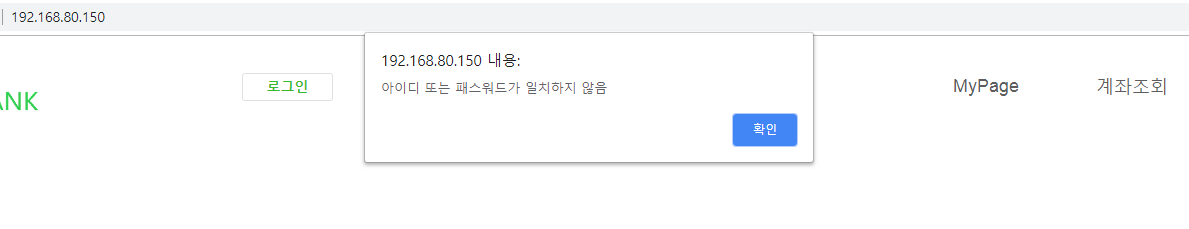 192.168.80.150
192.168.80.150 내용:
아이디 또는 패스워드가 일치하지 않음
확인
ANK
로그인
MyPage
계좌조회